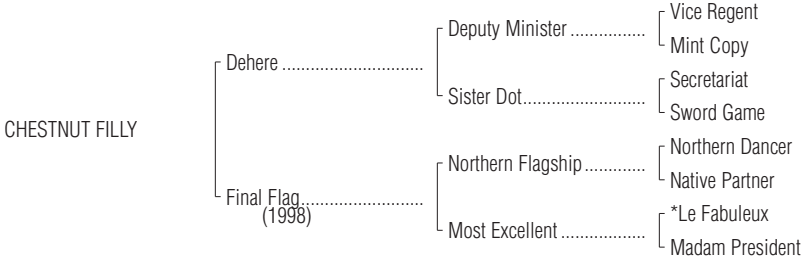 Vice Regent
Deputy Minister ................
Mint Copy
Dehere .............................
Secretariat
Sister Dot..........................
Sword Game
CHESTNUT FILLY
Northern Dancer
Northern Flagship.............
Native Partner
Final Flag..........................
(1998)
*Le Fabuleux
Most Excellent ..................
Madam President